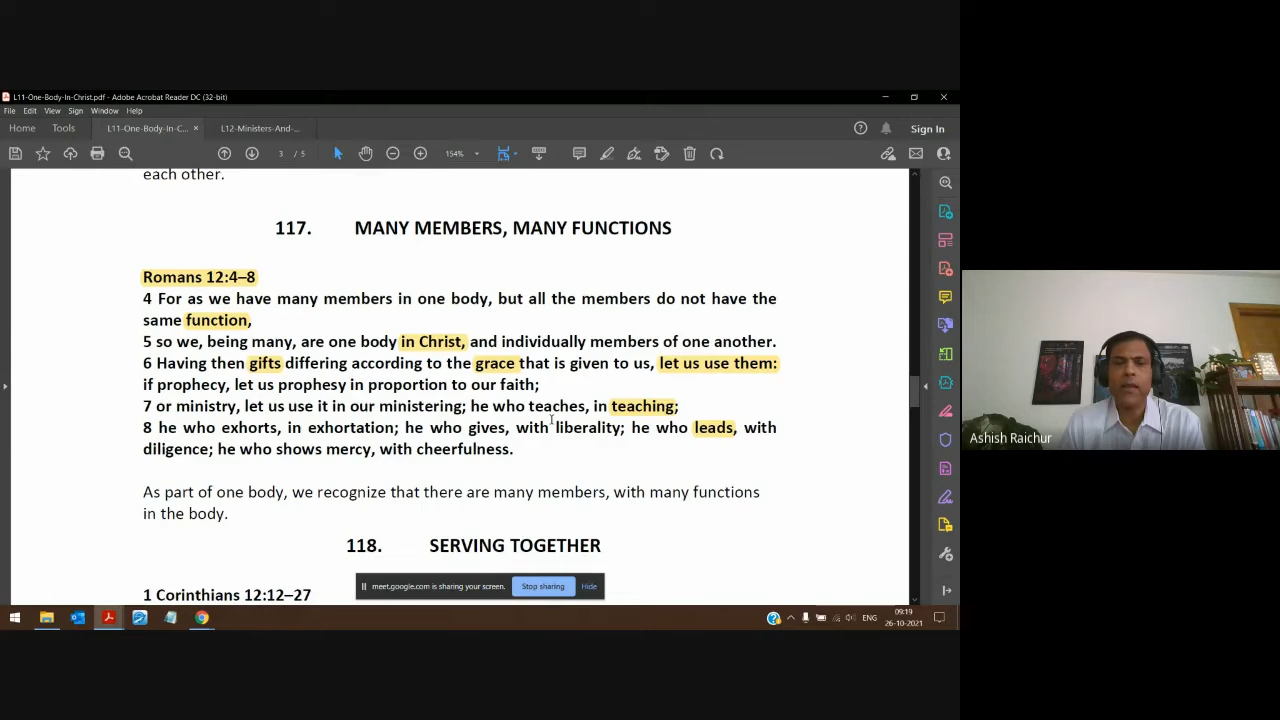 L11-One-Body-In-Christ.pdf - Adobe Acrobat Reader DC (32-bit)
File Edit View Sign Window Help
Home Tools L11-One-Body-In-C... × L12-Ministers-And-... Sign In
3 / 5 154%
each other.
117. MANY MEMBERS, MANY FUNCTIONS
Romans 12:4–8
4 For as we have many members in one body, but all the members do not have the
same function,
5 so we, being many, are one body in Christ, and individually members of one another.
6 Having then gifts differing according to the grace that is given to us, let us use them:
if prophecy, let us prophesy in proportion to our faith;
7 or ministry, let us use it in our ministering; he who teaches, in teaching;
8 he who exhorts, in exhortation; he who gives, with liberality; he who leads, with
diligence; he who shows mercy, with cheerfulness.
As part of one body, we recognize that there are many members, with many functions
in the body.
118. SERVING TOGETHER
1 Corinthians 12:12–27
meet.google.com is sharing your screen. Stop sharing Hide
ENG 09:19
26-10-2021
Ashish Raichur